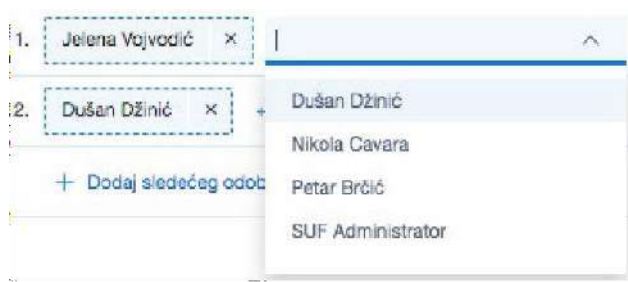 1. Jelena Vojvodić ×
2. Dušan Džinić × +
+ Dodaj sledećeg odob
Dušan Džinić
Nikola Cavara
Petar Brčić
SUF Administrator